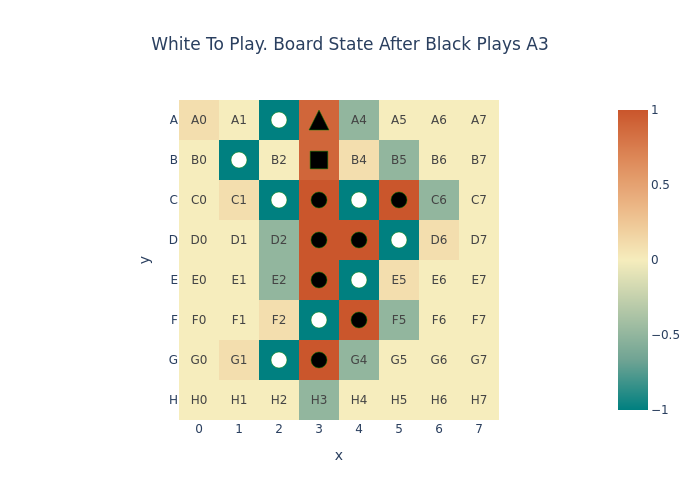 White To Play. Board State After Black Plays A3
A A0 A1 A4 A5 A6 A7
B B0 B2 B4 B5 B6 B7
C C0 C1 C6 C7
D D0 D1 D2 D6 D7
E E0 E1 E2 E5 E6 E7
F F0 F1 F2 F5 F6 F7
G G0 G1 G4 G5 G6 G7
H H0 H1 H2 H3 H4 H5 H6 H7
0 1 2 3 4 5 6 7
x
y
1
0.5
0
−0.5
−1